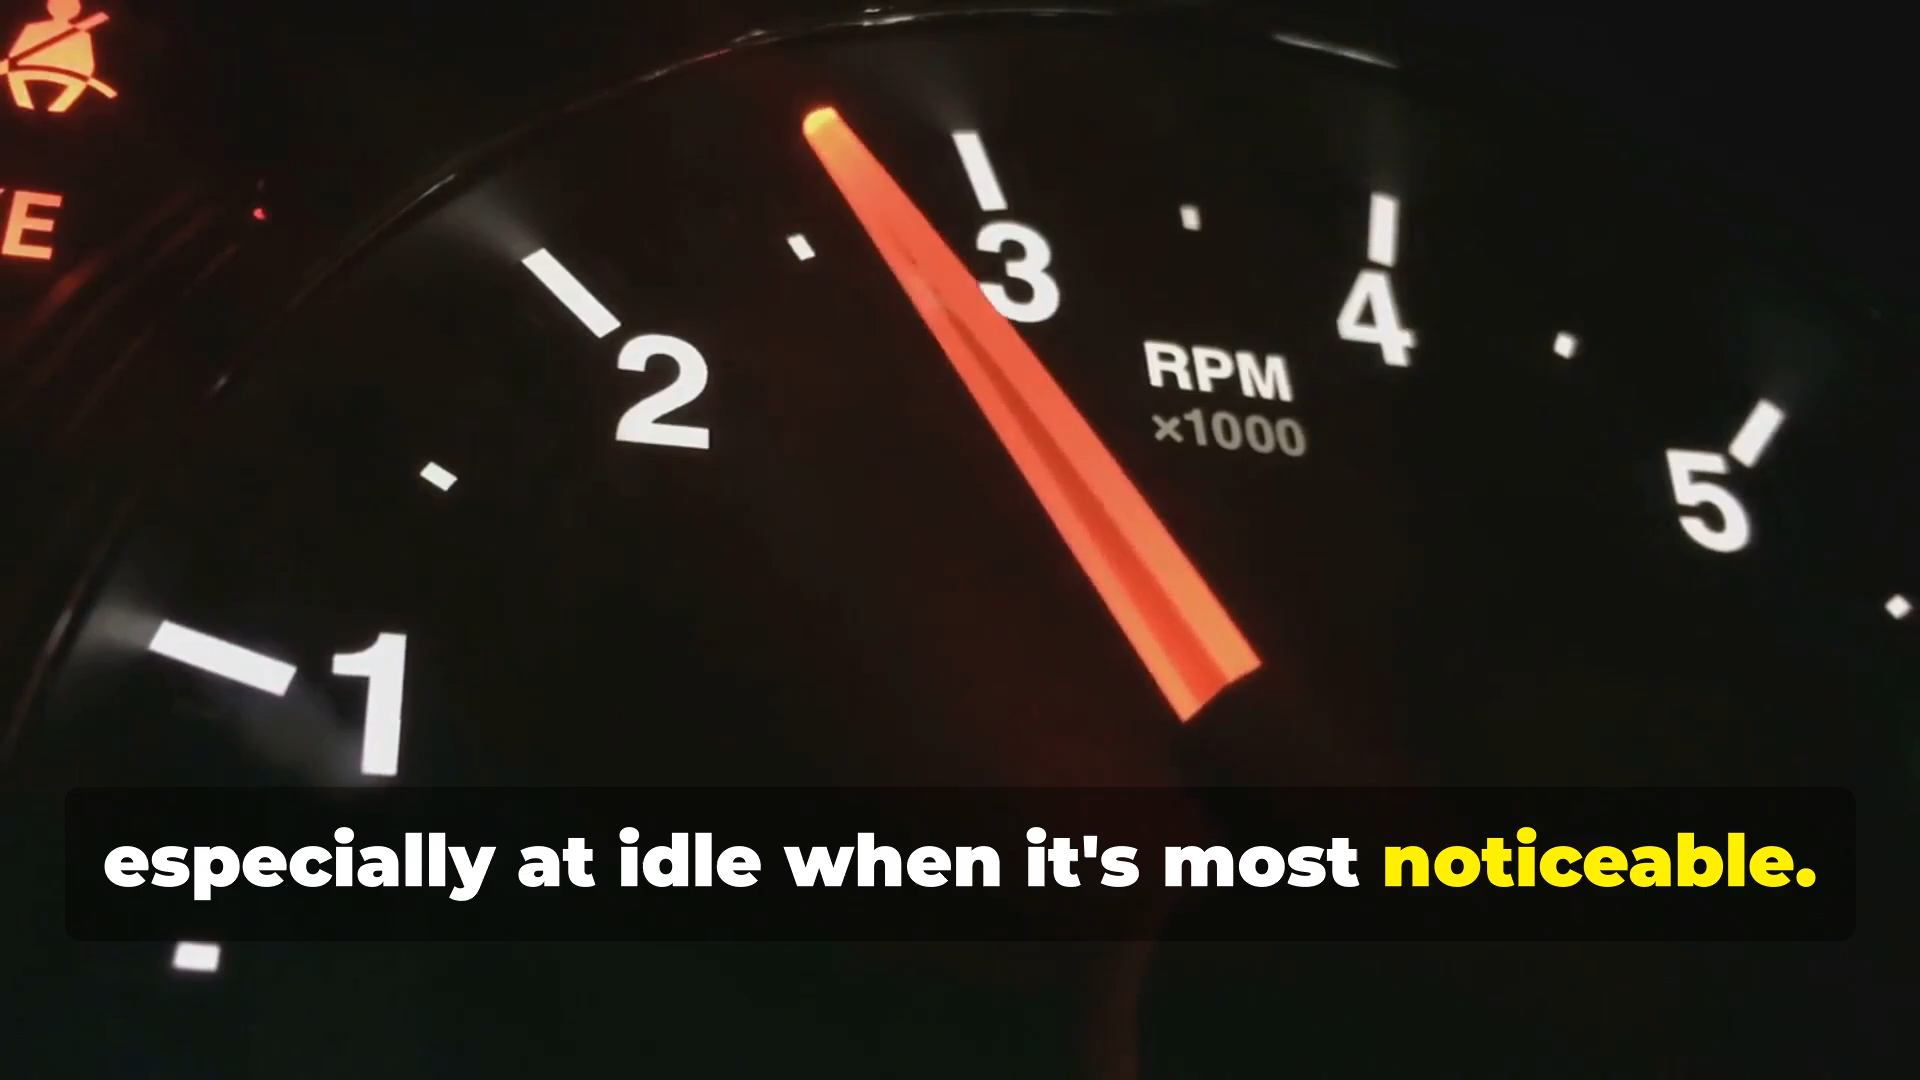 E
3
4
2
RPM
×1000
5
1
especially at idle when it's most noticeable.